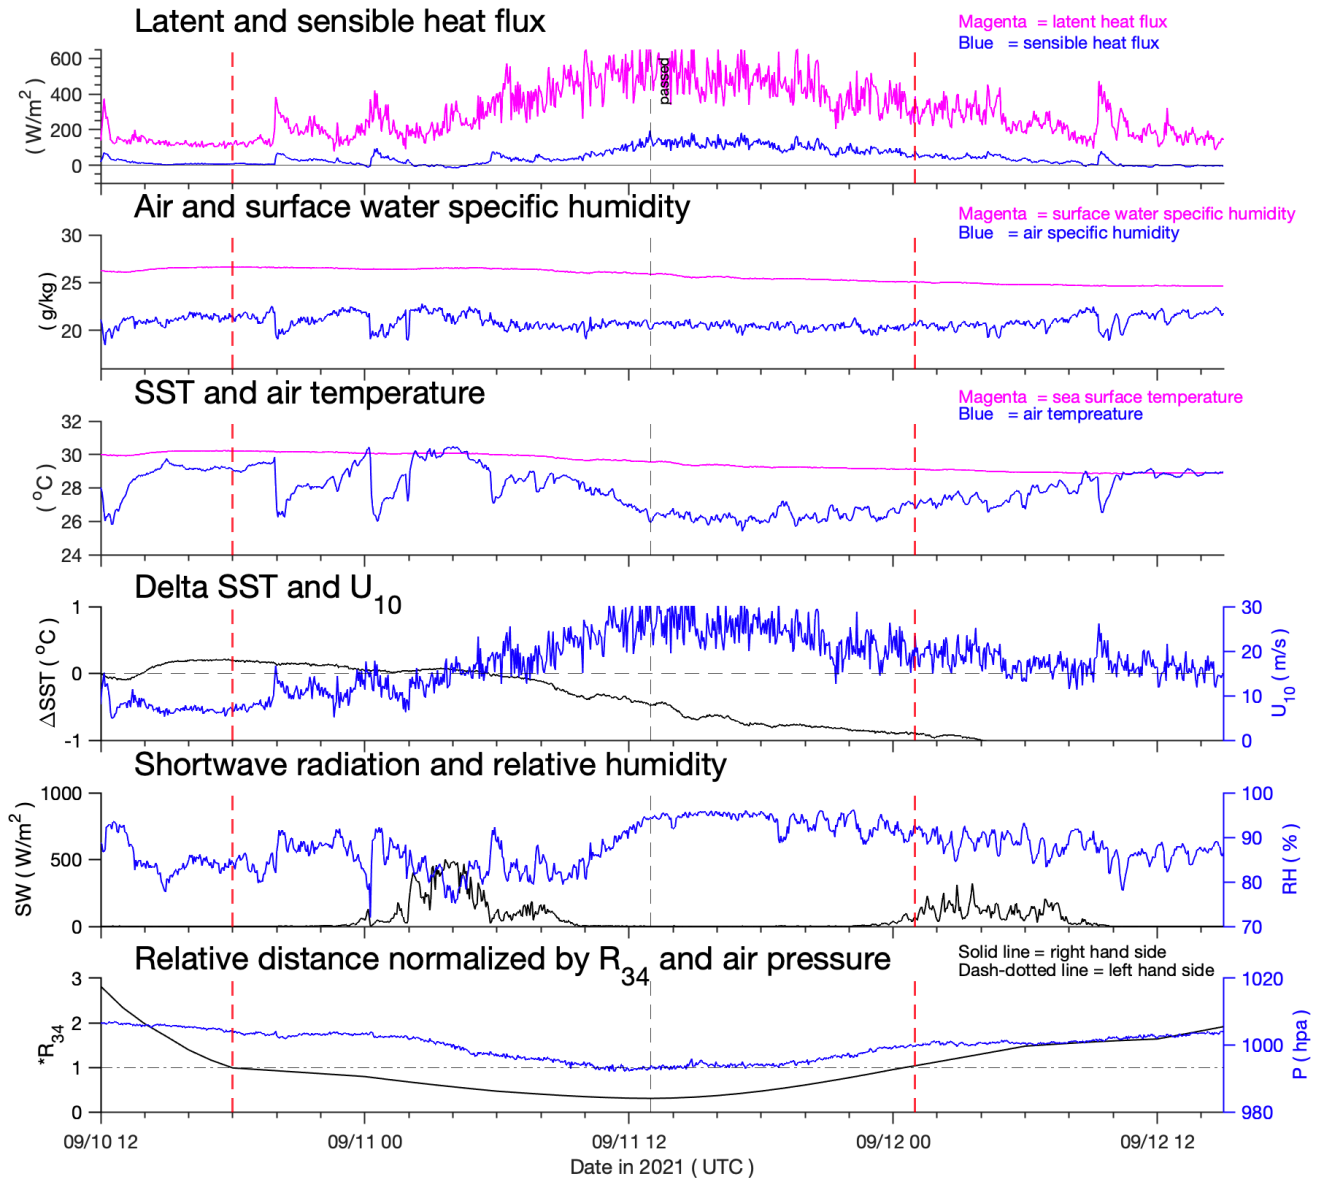 Latent and sensible heat flux
Magenta = latent heat flux
Blue = sensible heat flux
600
400
200
0
( W/m2 )
passed
Air and surface water specific humidity
Magenta = surface water specific humidity
Blue = air specific humidity
30
25
20
( g/kg )
SST and air temperature
Magenta = sea surface temperature
Blue = air tempreature
32
30
28
26
24
( oC )
Delta SST and U10
1
0
-1
ΔSST ( oC )
30
20
10
0
U10 ( m/s )
Shortwave radiation and relative humidity
1000
500
0
SW ( W/m2 )
100
90
80
70
RH ( % )
Relative distance normalized by R34 and air pressure
Solid line = right hand side
Dash-dotted line = left hand side
3
2
1
0
*R34
1020
1000
980
P ( hpa )
09/10 12
09/11 00
09/11 12
09/12 00
09/12 12
Date in 2021 ( UTC )